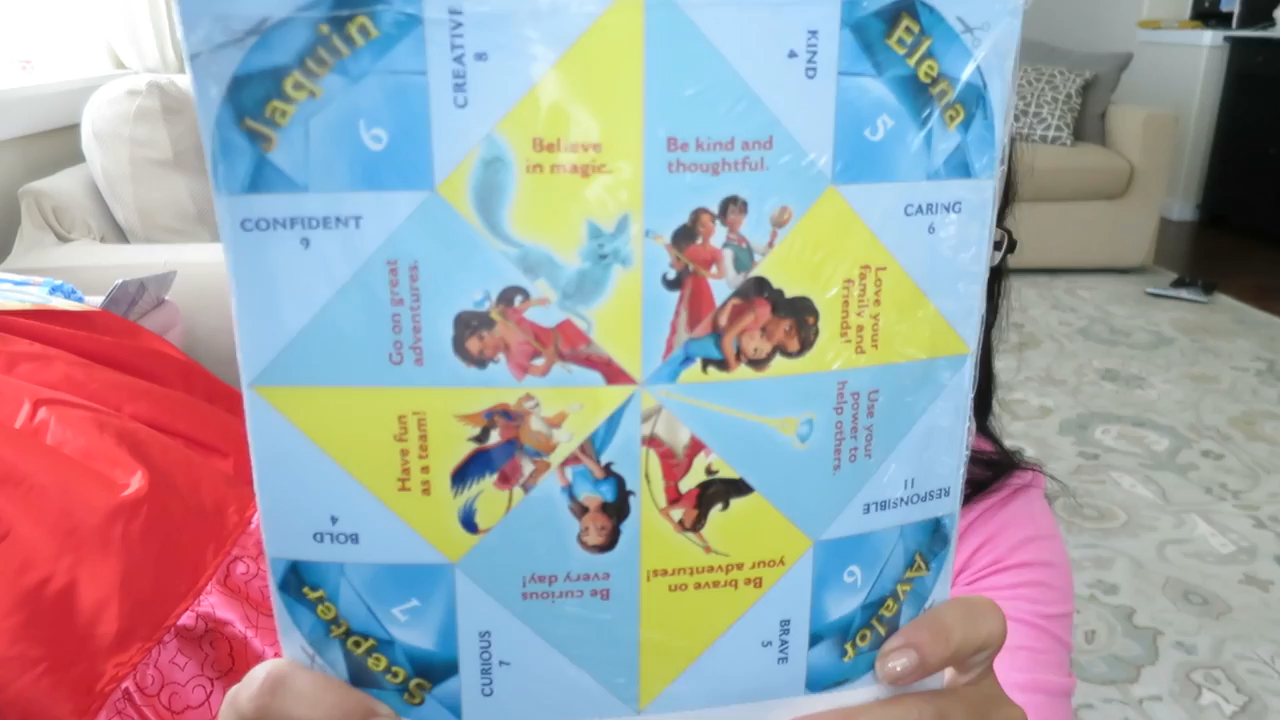 Jaquin
6
CREATIVE
8
KIND
4
Elena
5
Believe
in magic.
Be kind and
thoughtful.
CONFIDENT
9
CARING
6
Go on great
adventures.
Love your
family and
friends!
Have fun
as a team!
Use your
power to
help others.
BOLD
4
RESPONSIBLE
11
Be curious
every day!
Be brave on
your adventures!
Scepter
7
CURIOUS
7
BRAVE
5
Avalor
6